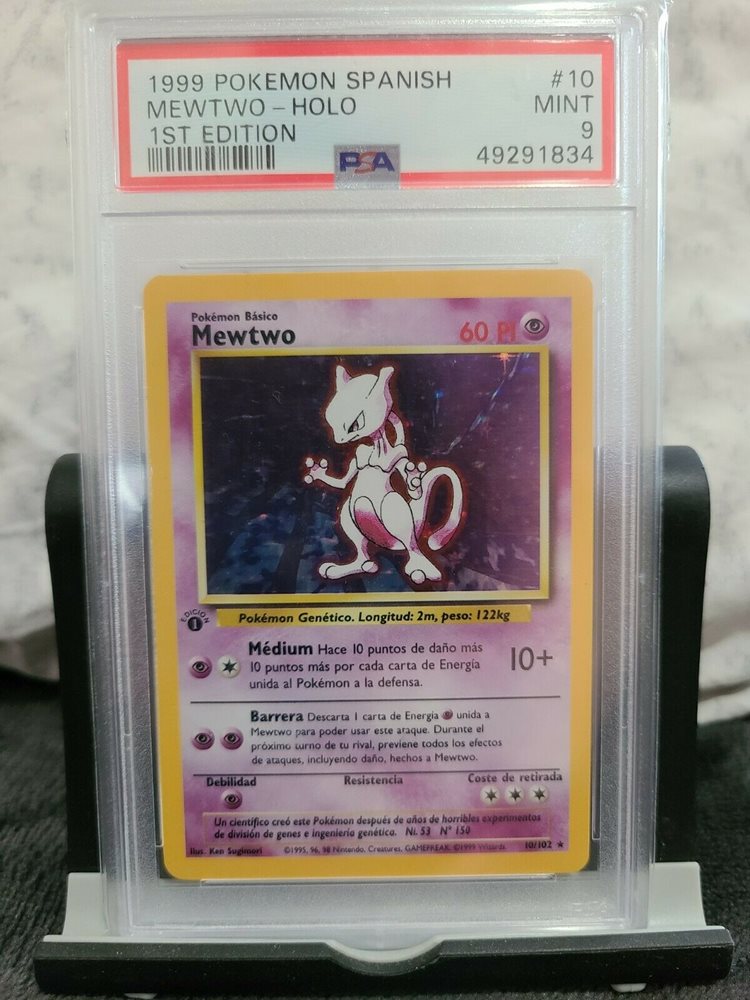 1999 POKEMON SPANISH #10
MEWTWO - HOLO MINT
1ST EDITION 9
PSA 49291834
Pokémon Básico
Mewtwo 60 PI
EDICIÓN
1
Pokémon Genético. Longitud: 2m, peso: 122kg
Médium Hace 10 puntos de daño más
10 puntos más por cada carta de Energía
unida al Pokémon a la defensa.
10+
Barrera Descarta 1 carta de Energía unida a
Mewtwo para poder usar este ataque. Durante el
próximo turno de tu rival, previene todos los efectos
de ataques, incluyendo daño, hechos a Mewtwo.
Debilidad Resistencia Coste de retirada
Un científico creó este Pokémon después de años de horribles experimentos
de división de genes e ingeniería genética. Ni. 53 N° 150
Ilus. Ken Sugimori ©1995, 96, 98 Nintendo, Creatures, GAMEFREAK. ©1999 Wizards. 10/102 ★